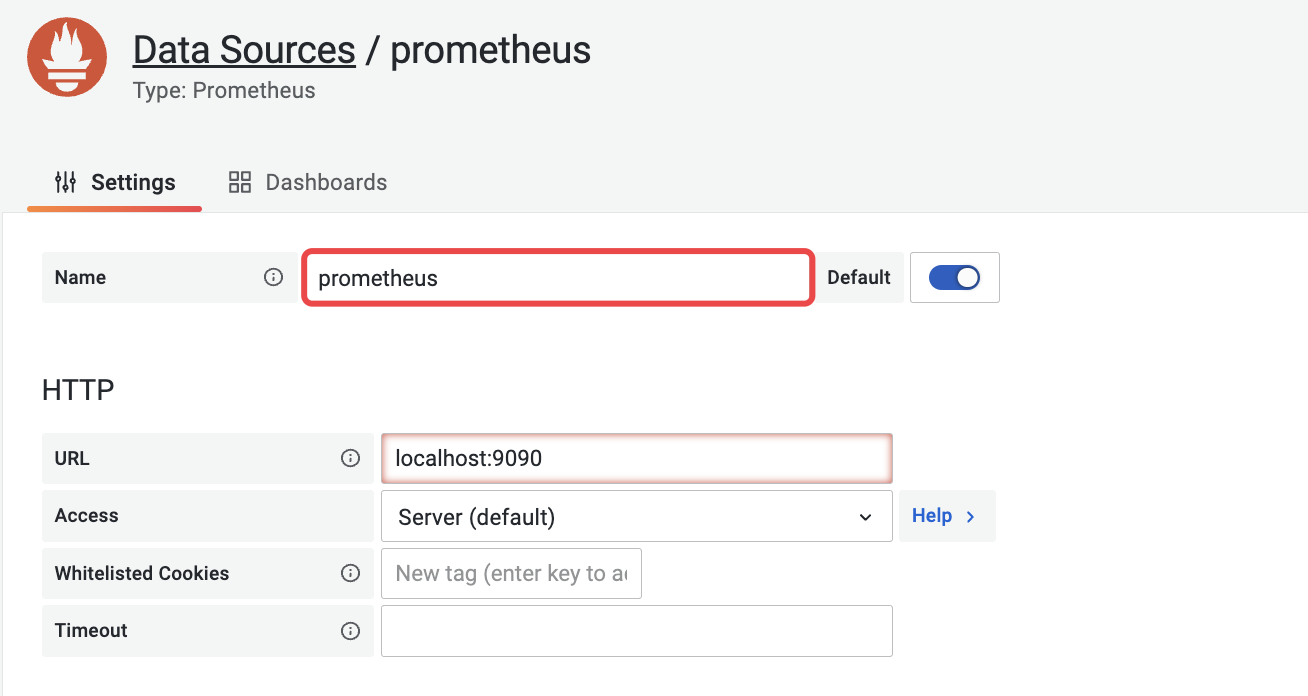 Data Sources / prometheus
Type: Prometheus
Settings Dashboards
Name prometheus Default
HTTP
URL localhost:9090
Access Server (default) Help
Whitelisted Cookies New tag (enter key to a
Timeout